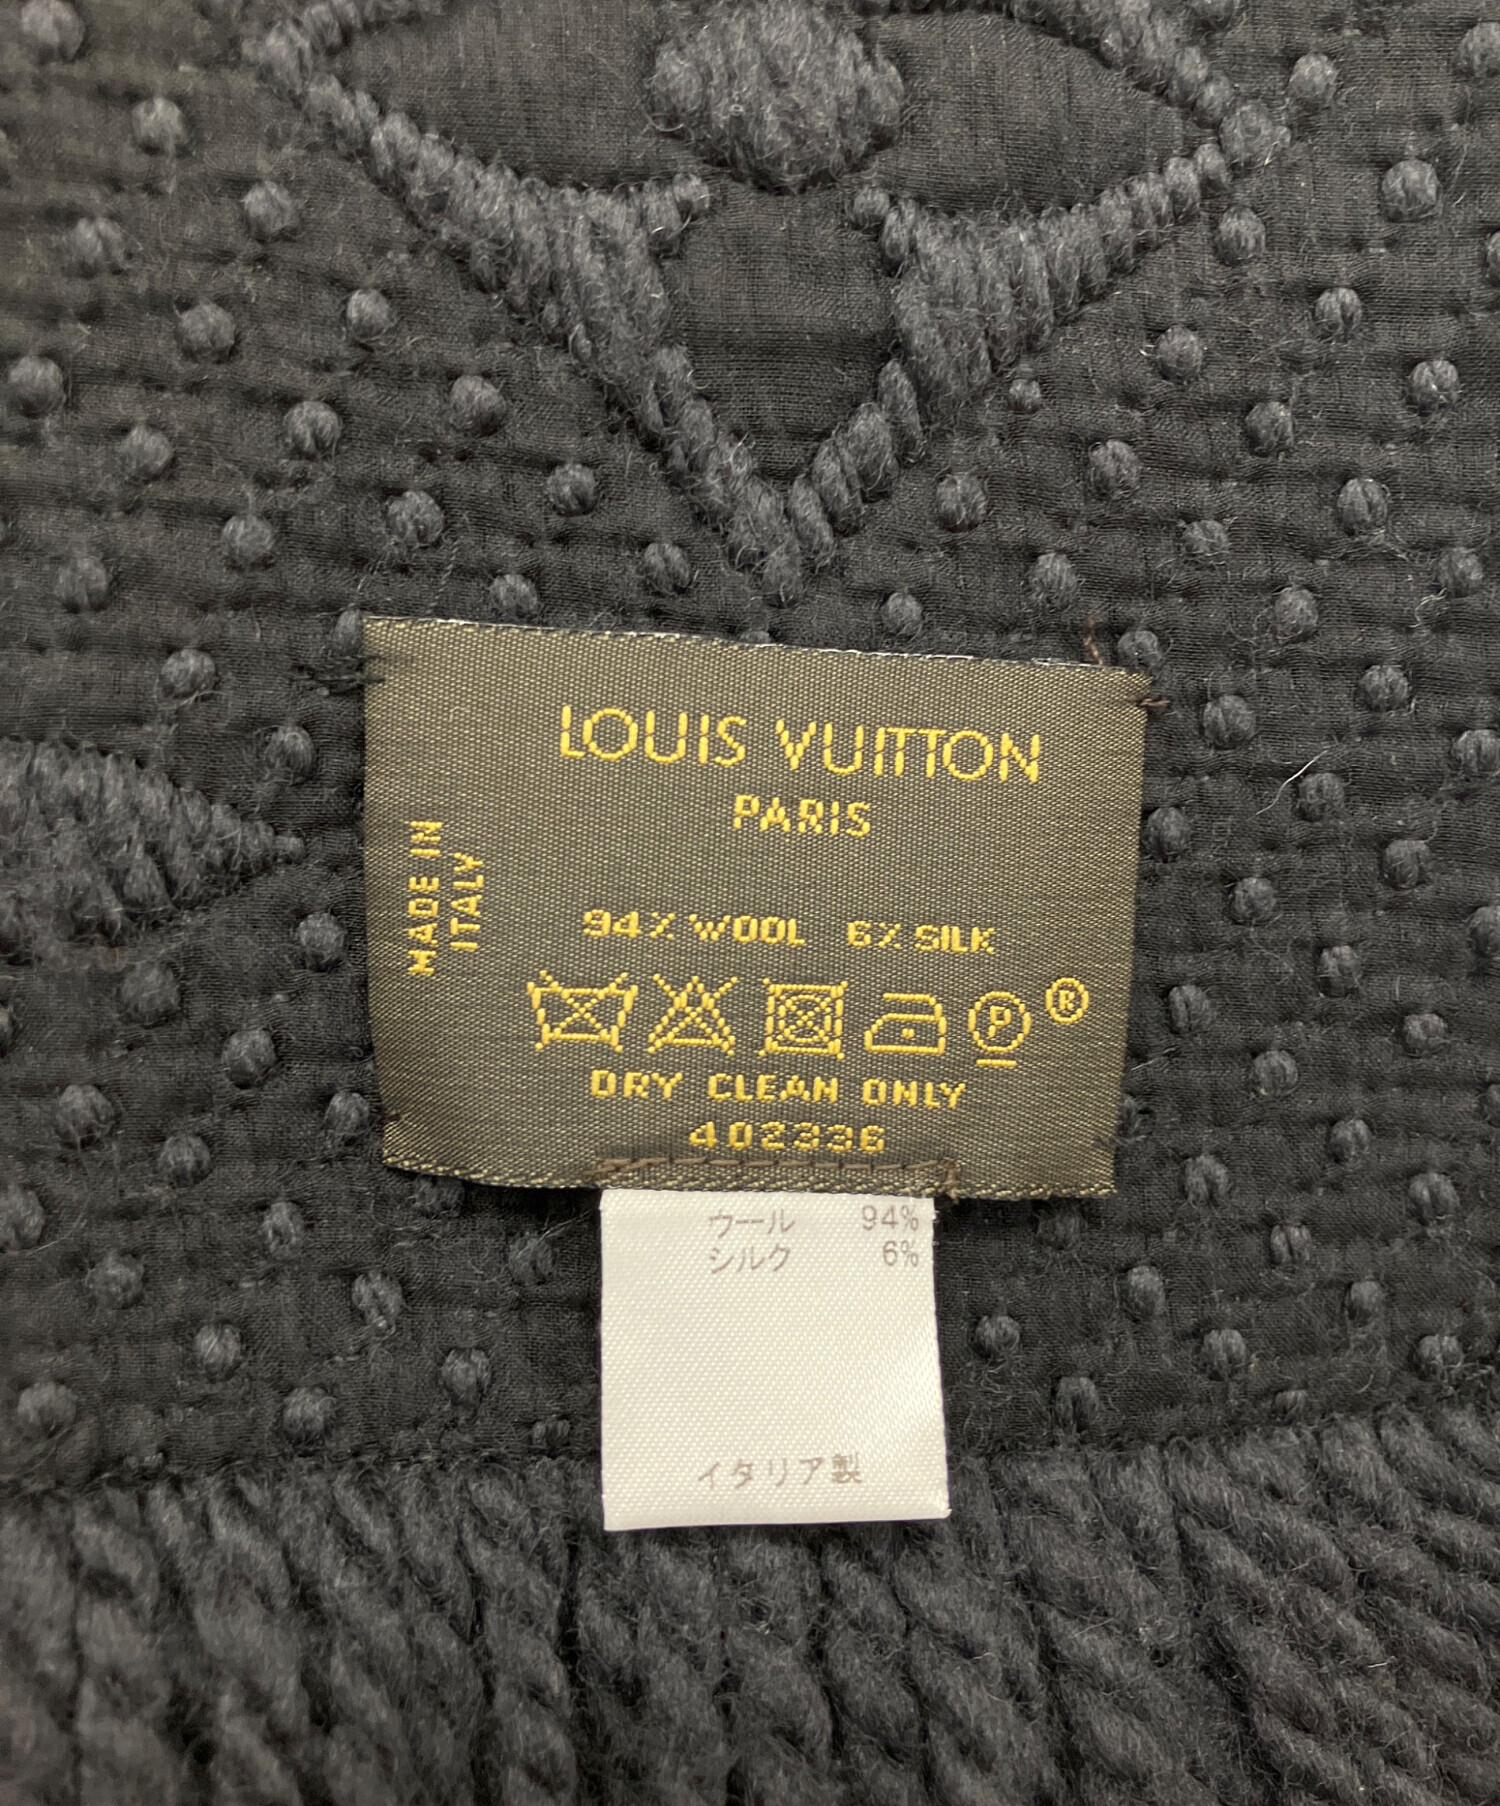 LOUIS VUITTON
PARIS
MADE IN
ITALY
94% WOOL 6% SILK
P ®
DRY CLEAN ONLY
402336
ウール 94%
シルク 6%
イタリア製